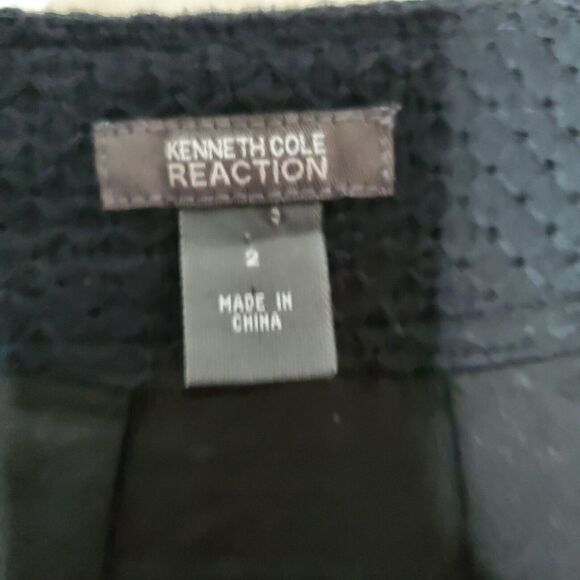 KENNETH COLE
REACTION
2
MADE IN
CHINA